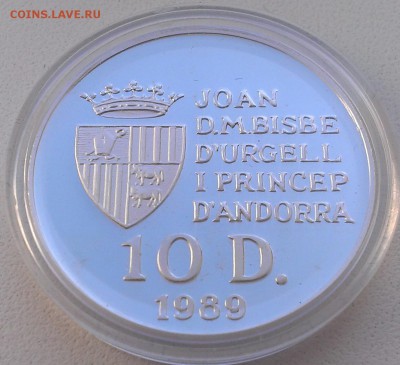 COINS.LAVE.RU
JOAN
D.M.BISBE
D'URGELL
I PRINCEP
D'ANDORRA
10 D.
1989